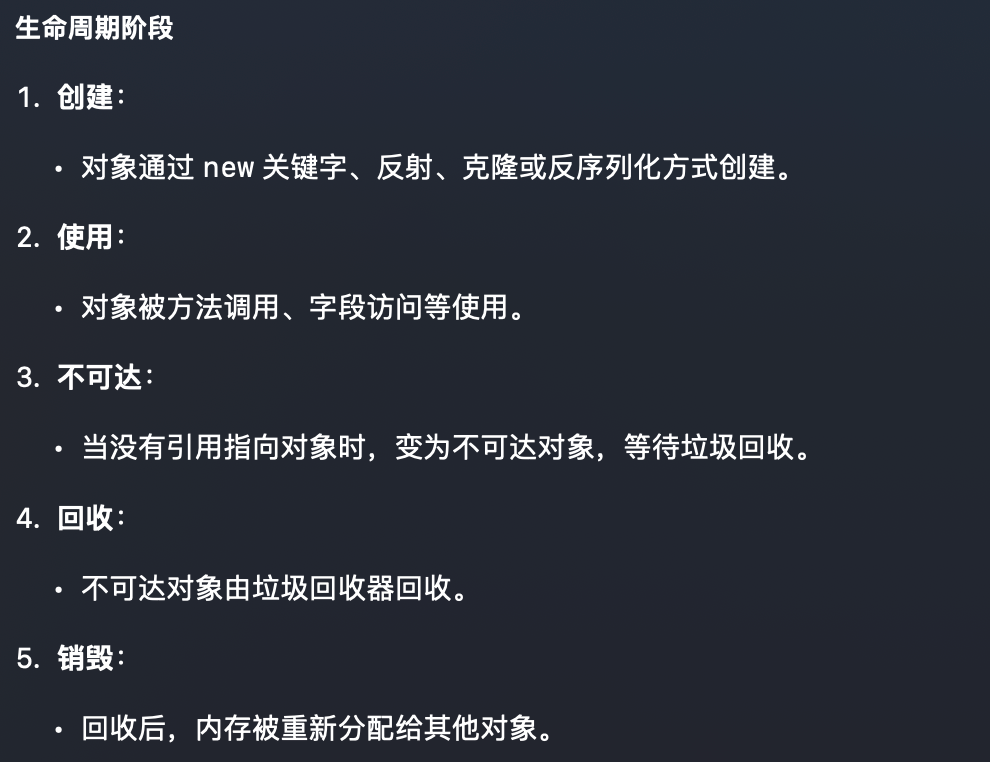 生命周期阶段
1. 创建：
• 对象通过 new 关键字、反射、克隆或反序列化方式创建。
2. 使用：
• 对象被方法调用、字段访问等使用。
3. 不可达：
• 当没有引用指向对象时，变为不可达对象，等待垃圾回收。
4. 回收：
• 不可达对象由垃圾回收器回收。
5. 销毁：
• 回收后，内存被重新分配给其他对象。